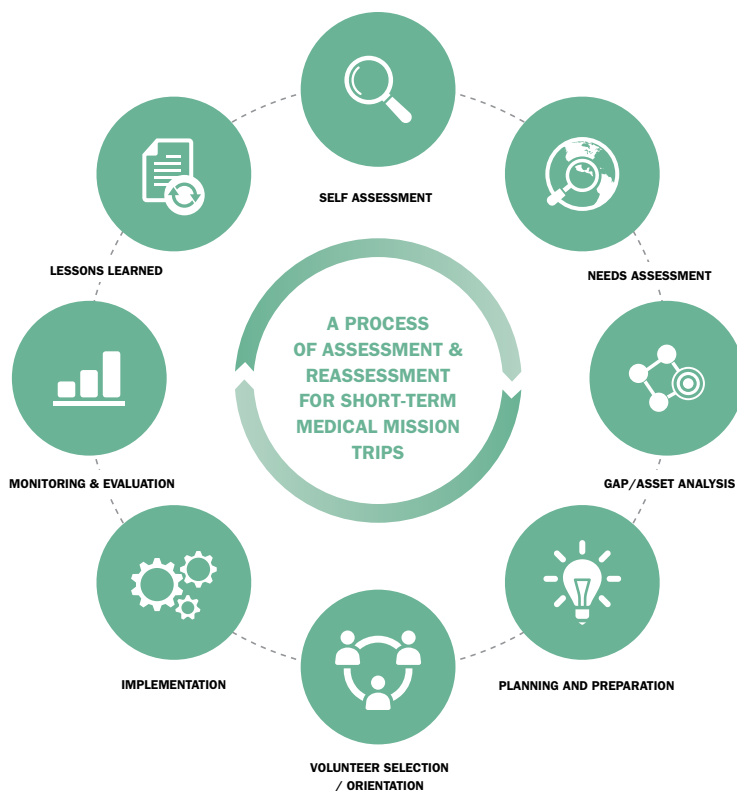 SELF ASSESSMENT
NEEDS ASSESSMENT
GAP/ASSET ANALYSIS
PLANNING AND PREPARATION
VOLUNTEER SELECTION
/ ORIENTATION
IMPLEMENTATION
MONITORING & EVALUATION
LESSONS LEARNED
A PROCESS
OF ASSESSMENT &
REASSESSMENT
FOR SHORT-TERM
MEDICAL MISSION
TRIPS